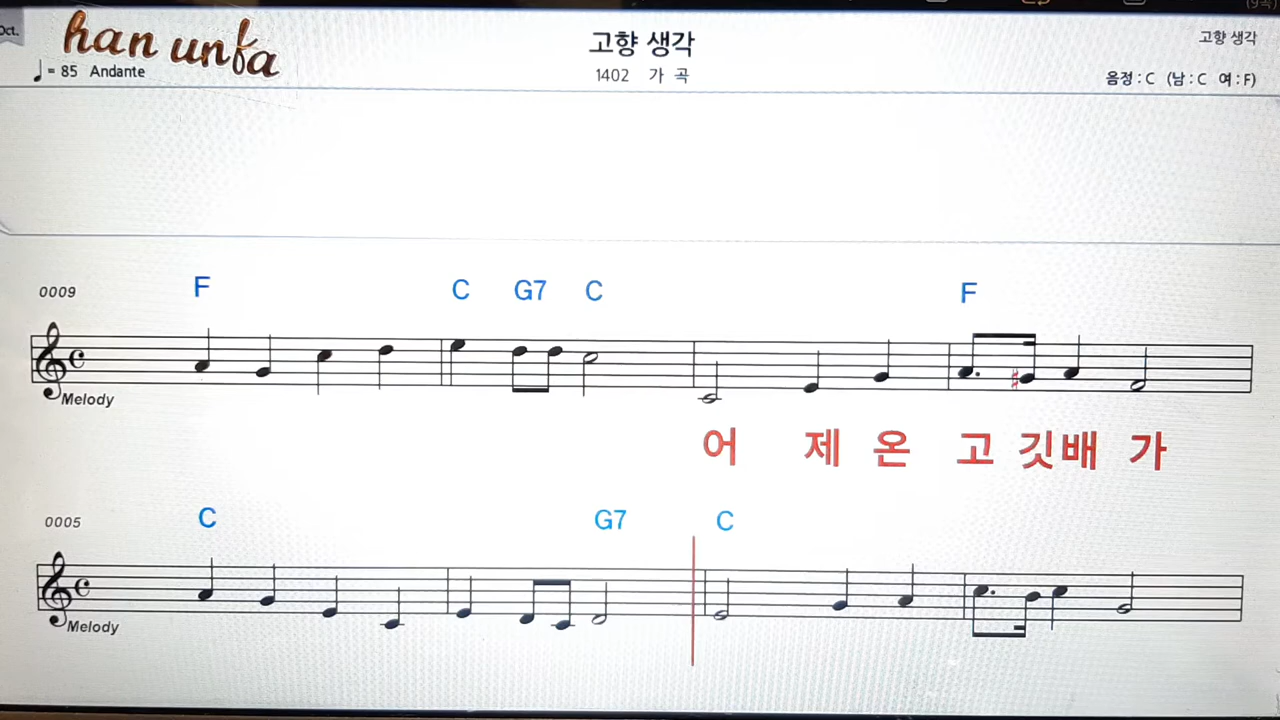 Oct.
han unfa
고향 생각
고향 생각
♩= 85 Andante
1402 가 곡
음정 : C (남 : C 여 : F)
0009
F C G7 C F
Melody
어 제 온 고 깃배 가
0005
C G7 C
Melody